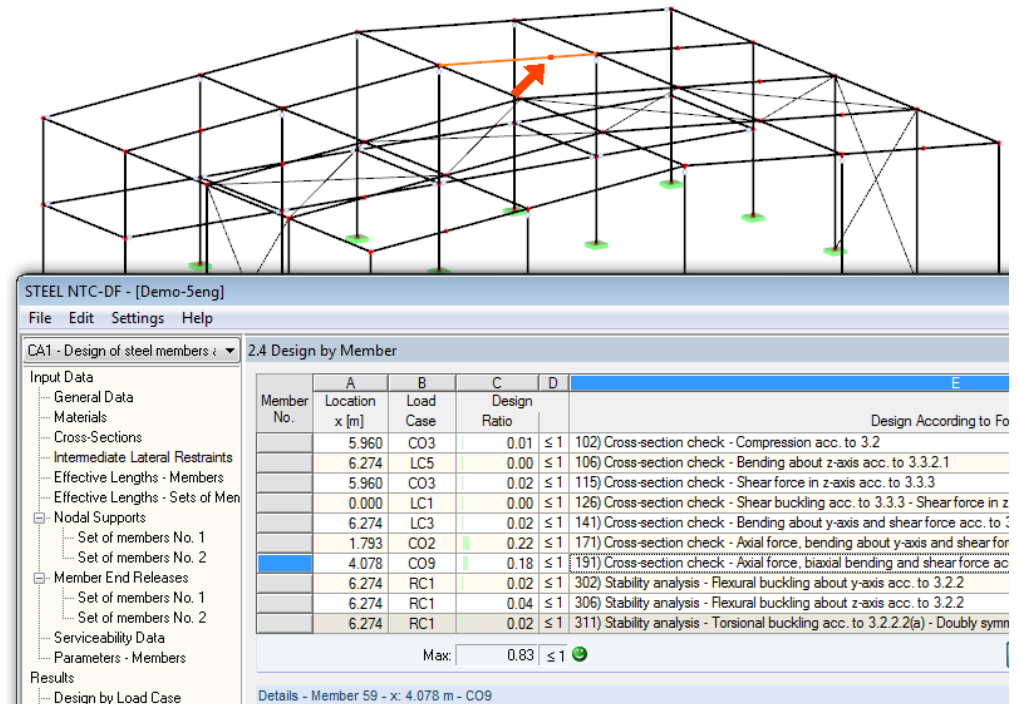 STEEL NTC-DF - [Demo-5eng]
File Edit Settings Help
CA1 - Design of steel members a
2.4 Design by Member
Input Data
General Data
Materials
Cross-Sections
Intermediate Lateral Restraints
Effective Lengths - Members
Effective Lengths - Sets of Men
Nodal Supports
Set of members No. 1
Set of members No. 2
Member End Releases
Set of members No. 1
Set of members No. 2
Serviceability Data
Parameters - Members
Results
Design by Load Case
A B C D E
Member Location Load Design
No. x [m] Case Ratio Design According to Fo
5.960 CO3 0.01 ≤ 1 102) Cross-section check - Compression acc. to 3.2
6.274 LC5 0.00 ≤ 1 106) Cross-section check - Bending about z-axis acc. to 3.3.2.1
5.960 CO3 0.02 ≤ 1 115) Cross-section check - Shear force in z-axis acc. to 3.3.3
0.000 LC1 0.00 ≤ 1 126) Cross-section check - Shear buckling acc. to 3.3.3 - Shear force in z
6.274 LC3 0.02 ≤ 1 141) Cross-section check - Bending about y-axis and shear force acc. to 3
1.793 CO2 0.22 ≤ 1 171) Cross-section check - Axial force, bending about y-axis and shear for
4.078 CO9 0.18 ≤ 1 191) Cross-section check - Axial force, biaxial bending and shear force ac
6.274 RC1 0.02 ≤ 1 302) Stability analysis - Flexural buckling about y-axis acc. to 3.2.2
6.274 RC1 0.04 ≤ 1 306) Stability analysis - Flexural buckling about z-axis acc. to 3.2.2
6.274 RC1 0.02 ≤ 1 311) Stability analysis - Torsional buckling acc. to 3.2.2.2(a) - Doubly symm
Max: 0.83 ≤ 1
Details - Member 59 - x: 4.078 m - CO9